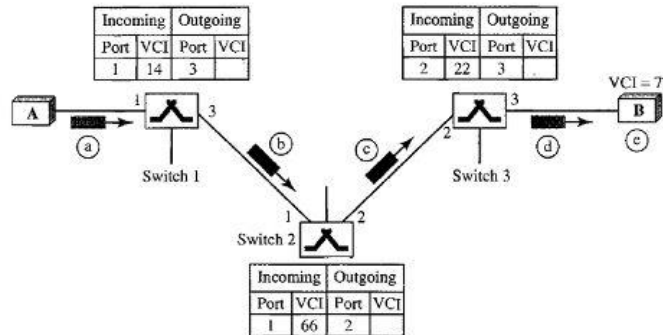 Incoming Outgoing
Port VCI Port VCI
1 14 3
Incoming Outgoing
Port VCI Port VCI
2 22 3
VCI = 7
A
1
3
a
Switch 1
b
c
2
3
Switch 3
d
B
e
1
2
Switch 2
Incoming Outgoing
Port VCI Port VCI
1 66 2